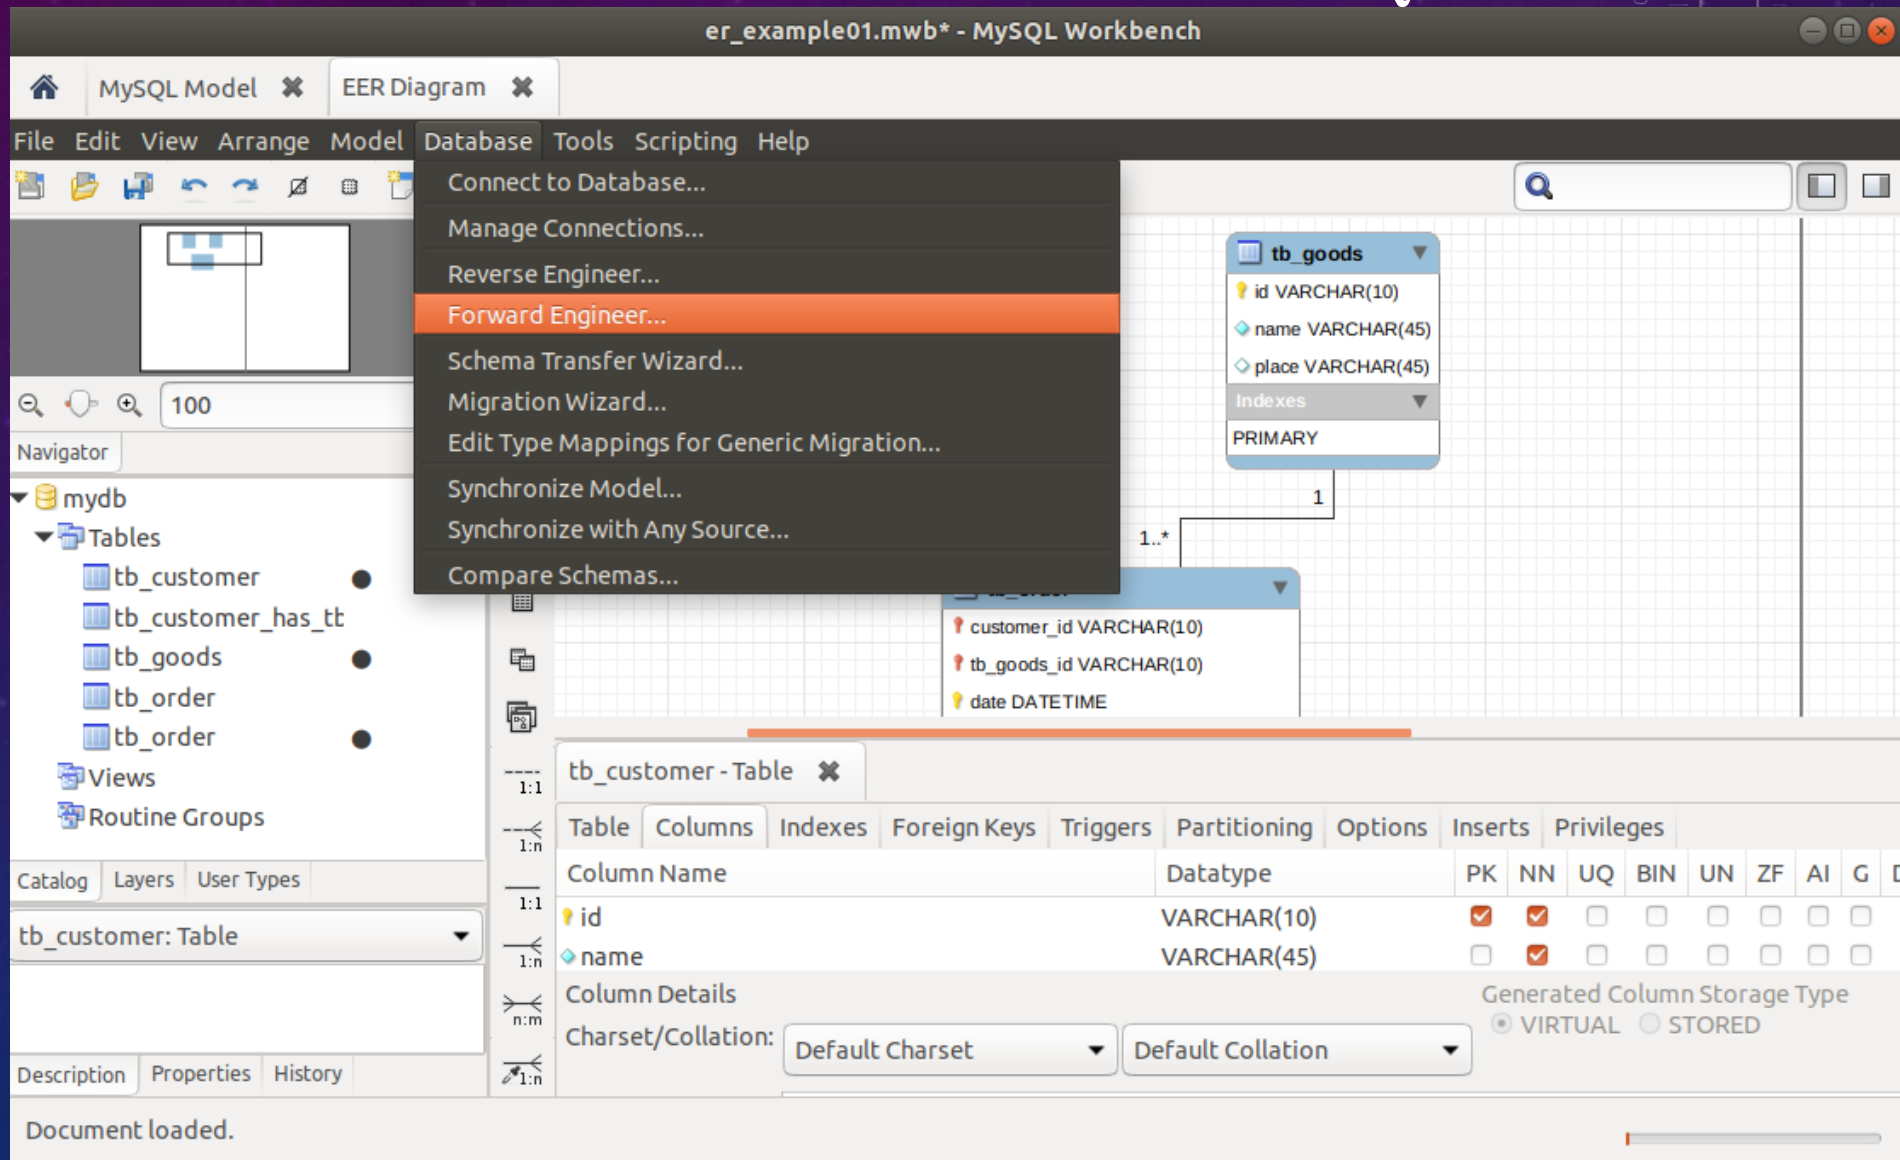 er_example01.mwb* - MySQL Workbench
MySQL Model
EER Diagram
File Edit View Arrange Model Database Tools Scripting Help
Connect to Database...
Manage Connections...
Reverse Engineer...
Forward Engineer...
Schema Transfer Wizard...
Migration Wizard...
Edit Type Mappings for Generic Migration...
Synchronize Model...
Synchronize with Any Source...
Compare Schemas...
100
Navigator
mydb
Tables
tb_customer
tb_customer_has_tb
tb_goods
tb_order
tb_order
Views
Routine Groups
Catalog Layers User Types
tb_customer: Table
Description Properties History
1:1
1:n
1:1
1:n
n:m
1:n
tb_goods
id VARCHAR(10)
name VARCHAR(45)
place VARCHAR(45)
Indexes
PRIMARY
1
1..*
customer_id VARCHAR(10)
tb_goods_id VARCHAR(10)
date DATETIME
tb_customer - Table
Table Columns Indexes Foreign Keys Triggers Partitioning Options Inserts Privileges
Column Name Datatype PK NN UQ BIN UN ZF AI G
id VARCHAR(10)
name VARCHAR(45)
Column Details
Generated Column Storage Type
VIRTUAL STORED
Charset/Collation: Default Charset Default Collation
Document loaded.